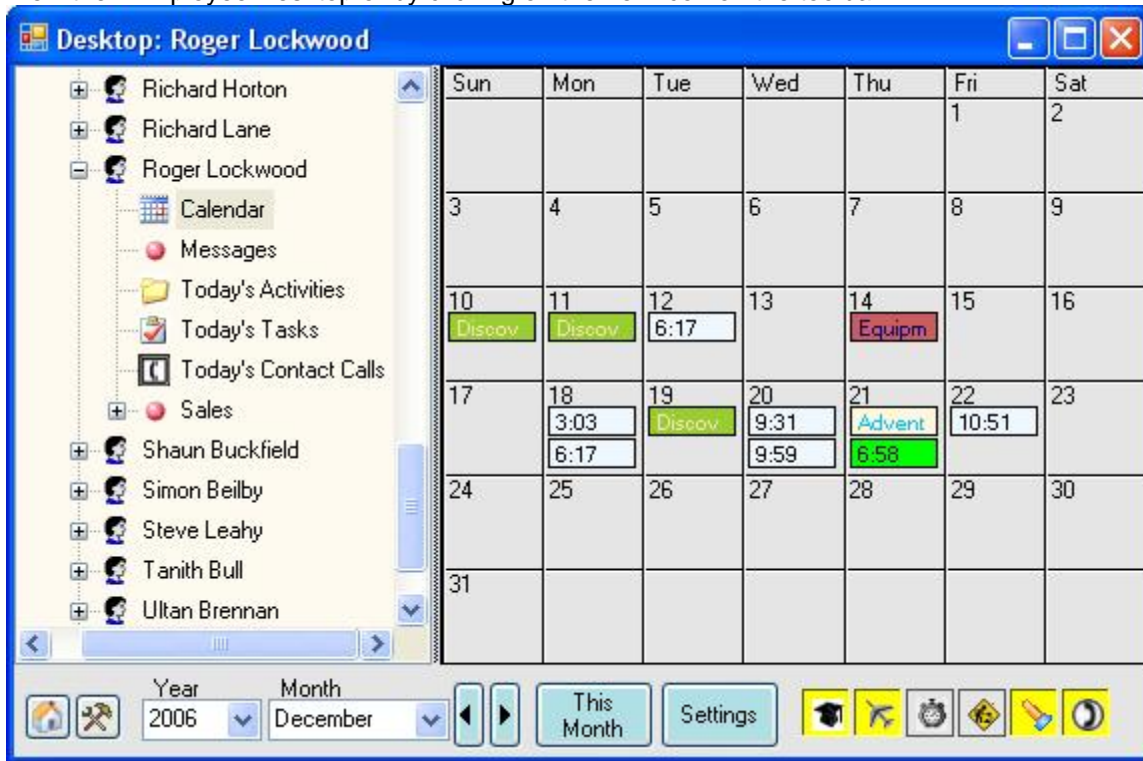 Desktop: Roger Lockwood
Richard Horton
Richard Lane
Roger Lockwood
Calendar
Messages
Today's Activities
Today's Tasks
Today's Contact Calls
Sales
Shaun Buckfield
Simon Beilby
Steve Leahy
Tanith Bull
Ultan Brennan
Sun Mon Tue Wed Thu Fri Sat
1 2
3 4 5 6 7 8 9
10 11 12 13 14 15 16
Discov Discov 6:17 Equipm
17 18 19 20 21 22 23
3:03 Discov 9:31 Advent 10:51
6:17 9:59 6:58
24 25 26 27 28 29 30
31
Year Month
2006 December
This
Month
Settings